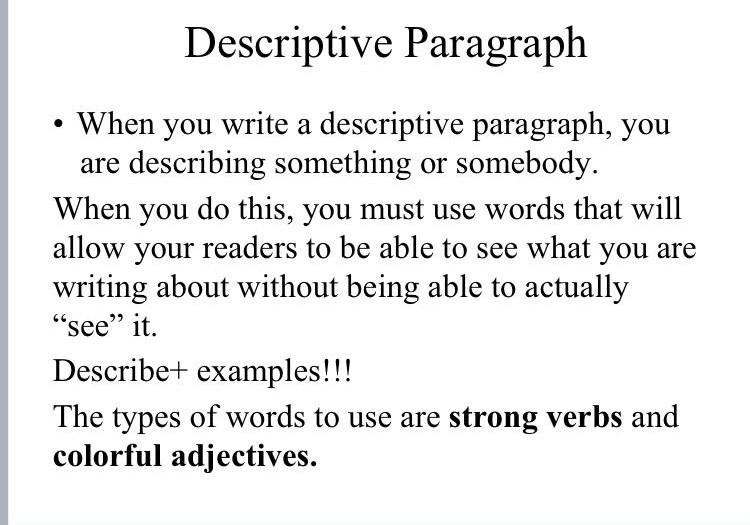 Descriptive Paragraph
• When you write a descriptive paragraph, you
are describing something or somebody.
When you do this, you must use words that will
allow your readers to be able to see what you are
writing about without being able to actually
“see” it.
Describe+ examples!!!
The types of words to use are strong verbs and
colorful adjectives.